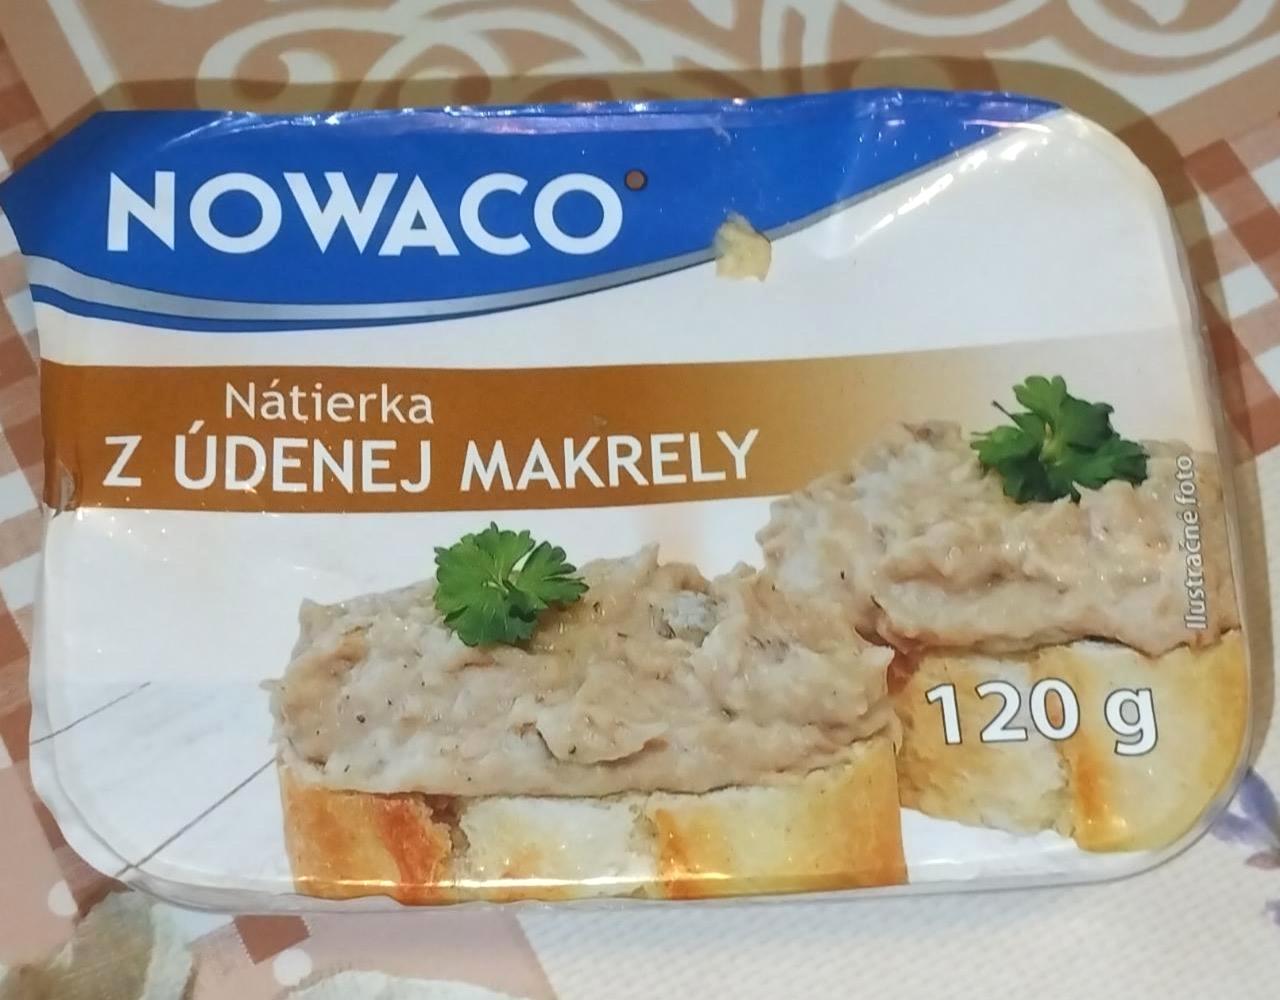 NOWACO
Nátierka
Z ÚDENEJ MAKRELY
Ilustračné foto
120 g